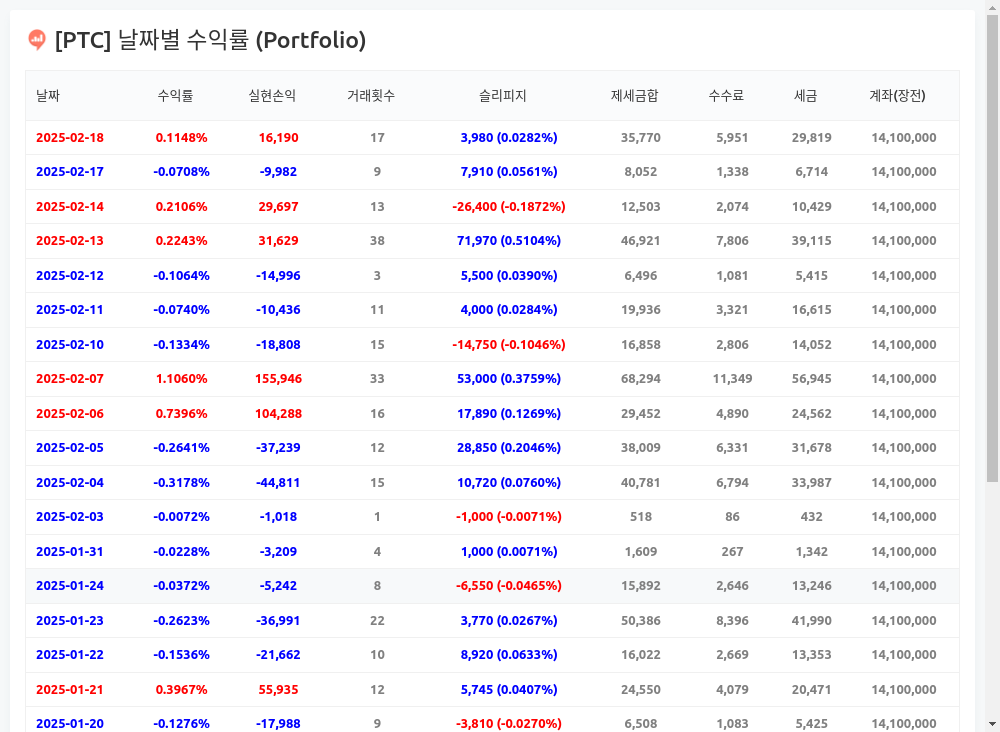 [PTC] 날짜별 수익률 (Portfolio)
날짜 수익률 실현손익 거래횟수 슬리피지 제세금합 수수료 세금 계좌(장전)
2025-02-18 0.1148% 16,190 17 3,980 (0.0282%) 35,770 5,951 29,819 14,100,000
2025-02-17 -0.0708% -9,982 9 7,910 (0.0561%) 8,052 1,338 6,714 14,100,000
2025-02-14 0.2106% 29,697 13 -26,400 (-0.1872%) 12,503 2,074 10,429 14,100,000
2025-02-13 0.2243% 31,629 38 71,970 (0.5104%) 46,921 7,806 39,115 14,100,000
2025-02-12 -0.1064% -14,996 3 5,500 (0.0390%) 6,496 1,081 5,415 14,100,000
2025-02-11 -0.0740% -10,436 11 4,000 (0.0284%) 19,936 3,321 16,615 14,100,000
2025-02-10 -0.1334% -18,808 15 -14,750 (-0.1046%) 16,858 2,806 14,052 14,100,000
2025-02-07 1.1060% 155,946 33 53,000 (0.3759%) 68,294 11,349 56,945 14,100,000
2025-02-06 0.7396% 104,288 16 17,890 (0.1269%) 29,452 4,890 24,562 14,100,000
2025-02-05 -0.2641% -37,239 12 28,850 (0.2046%) 38,009 6,331 31,678 14,100,000
2025-02-04 -0.3178% -44,811 15 10,720 (0.0760%) 40,781 6,794 33,987 14,100,000
2025-02-03 -0.0072% -1,018 1 -1,000 (-0.0071%) 518 86 432 14,100,000
2025-01-31 -0.0228% -3,209 4 1,000 (0.0071%) 1,609 267 1,342 14,100,000
2025-01-24 -0.0372% -5,242 8 -6,550 (-0.0465%) 15,892 2,646 13,246 14,100,000
2025-01-23 -0.2623% -36,991 22 3,770 (0.0267%) 50,386 8,396 41,990 14,100,000
2025-01-22 -0.1536% -21,662 10 8,920 (0.0633%) 16,022 2,669 13,353 14,100,000
2025-01-21 0.3967% 55,935 12 5,745 (0.0407%) 24,550 4,079 20,471 14,100,000
2025-01-20 -0.1276% -17,988 9 -3,810 (-0.0270%) 6,508 1,083 5,425 14,100,000